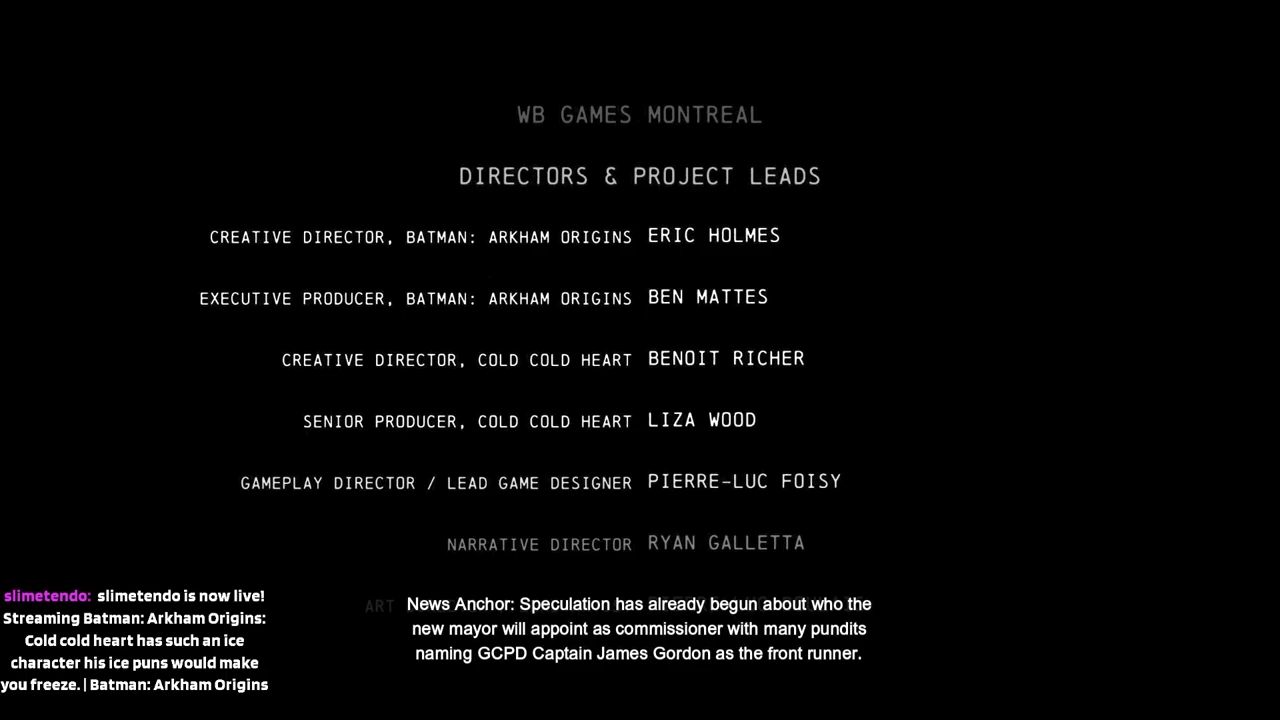 WB GAMES MONTREAL
DIRECTORS & PROJECT LEADS
CREATIVE DIRECTOR, BATMAN: ARKHAM ORIGINS ERIC HOLMES
EXECUTIVE PRODUCER, BATMAN: ARKHAM ORIGINS BEN MATTES
CREATIVE DIRECTOR, COLD COLD HEART BENOIT RICHER
SENIOR PRODUCER, COLD COLD HEART LIZA WOOD
GAMEPLAY DIRECTOR / LEAD GAME DESIGNER PIERRE-LUC FOISY
NARRATIVE DIRECTOR RYAN GALLETTA
ART
slimetendo: slimetendo is now live!
Streaming Batman: Arkham Origins:
Cold cold heart has such an ice
character his ice puns would make
you freeze. | Batman: Arkham Origins
News Anchor: Speculation has already begun about who the
new mayor will appoint as commissioner with many pundits
naming GCPD Captain James Gordon as the front runner.